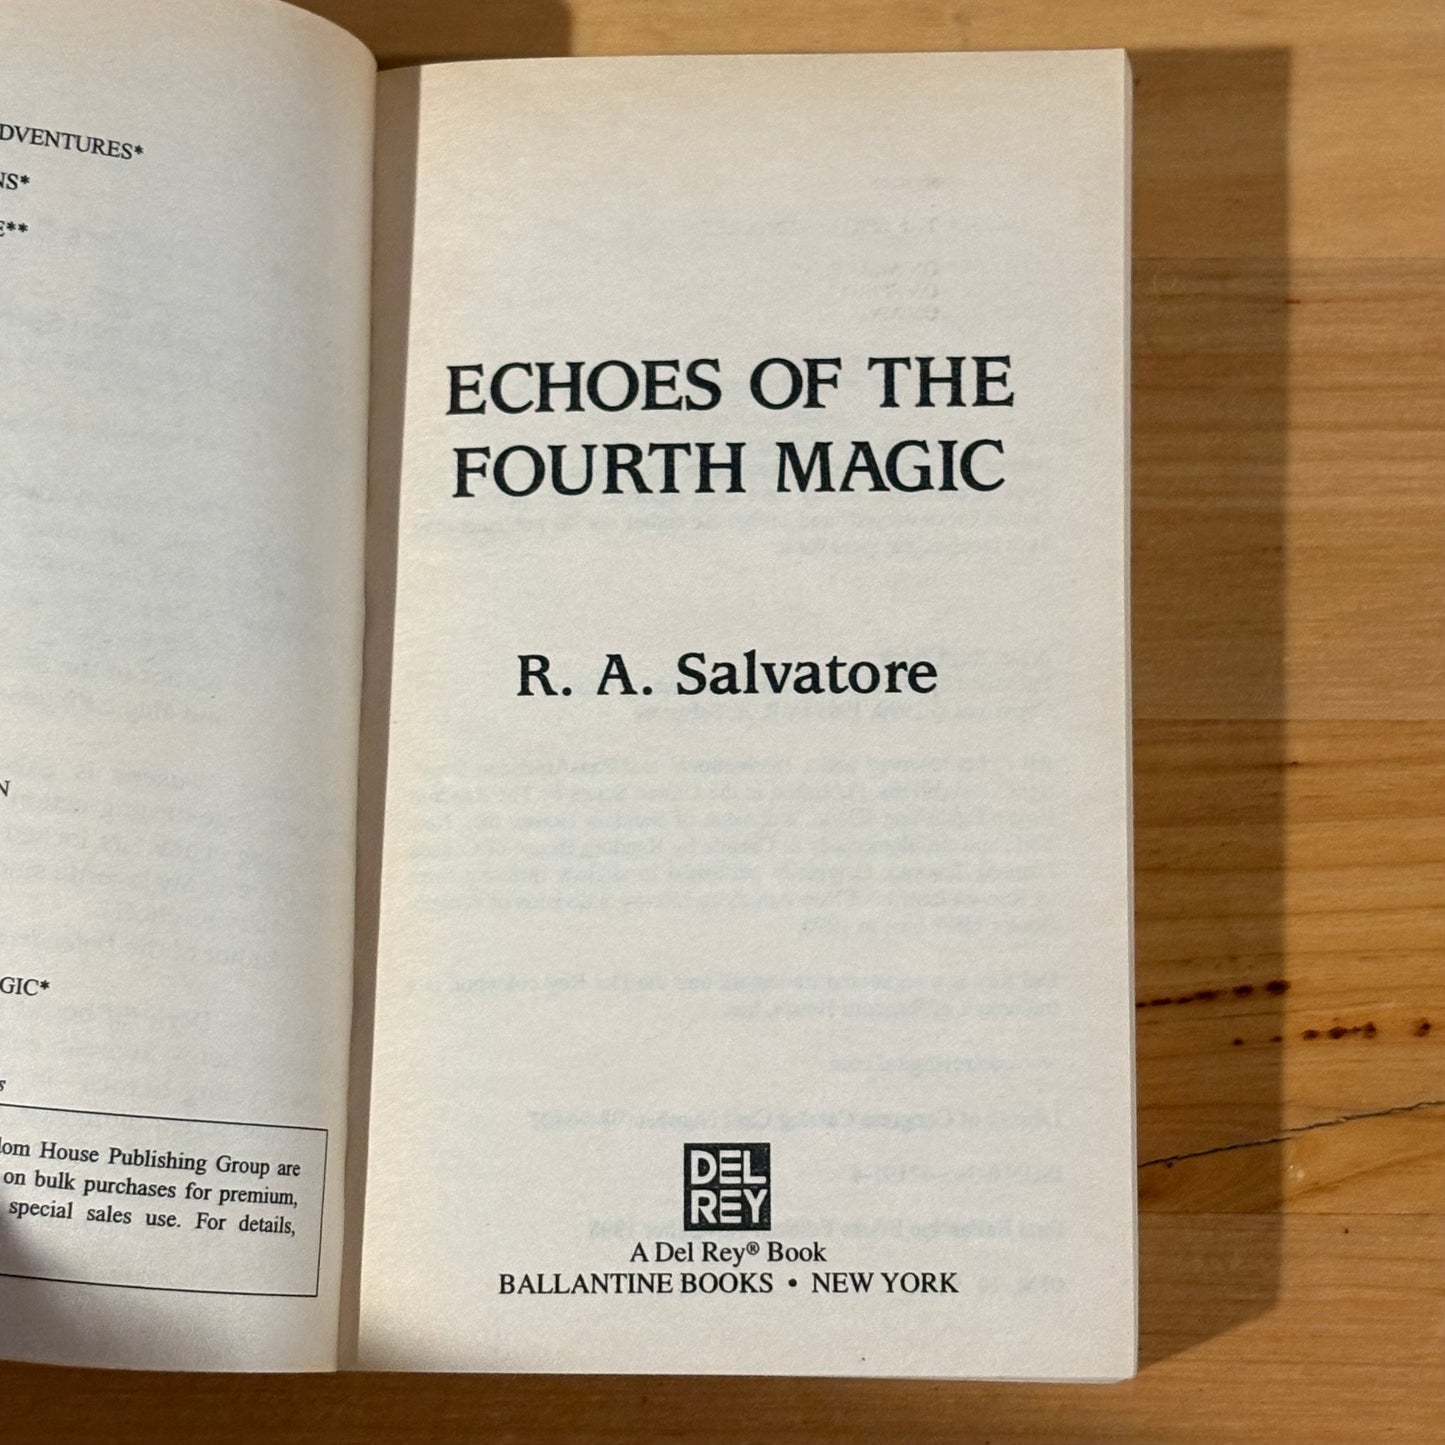 DVENTURES*
NS*
E**
N
GIC*
s
dom House Publishing Group are
on bulk purchases for premium,
special sales use. For details,
ECHOES OF THE
FOURTH MAGIC
R. A. Salvatore
DEL
REY
A Del Rey® Book
BALLANTINE BOOKS • NEW YORK